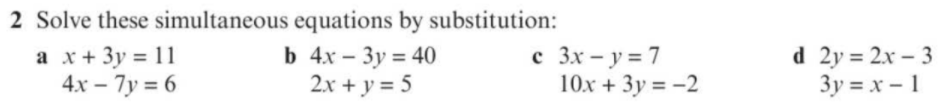 2 Solve these simultaneous equations by substitution:
a x + 3y = 11 b 4x − 3y = 40 c 3x − y = 7 d 2y = 2x − 3
4x − 7y = 6 2x + y = 5 10x + 3y = −2 3y = x − 1